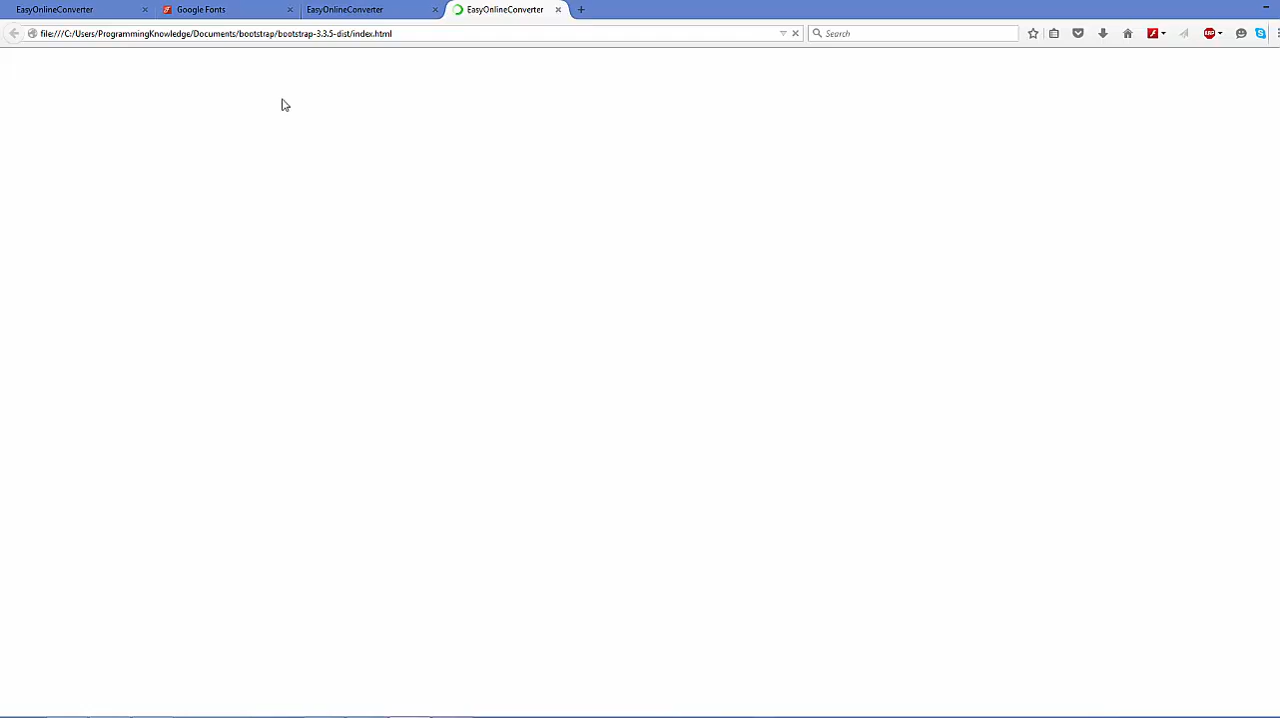 EasyOnlineConverter
Google Fonts
EasyOnlineConverter
EasyOnlineConverter
file:///C:/Users/ProgrammingKnowledge/Documents/bootstrap/bootstrap-3.3.5-dist/index.html
Search